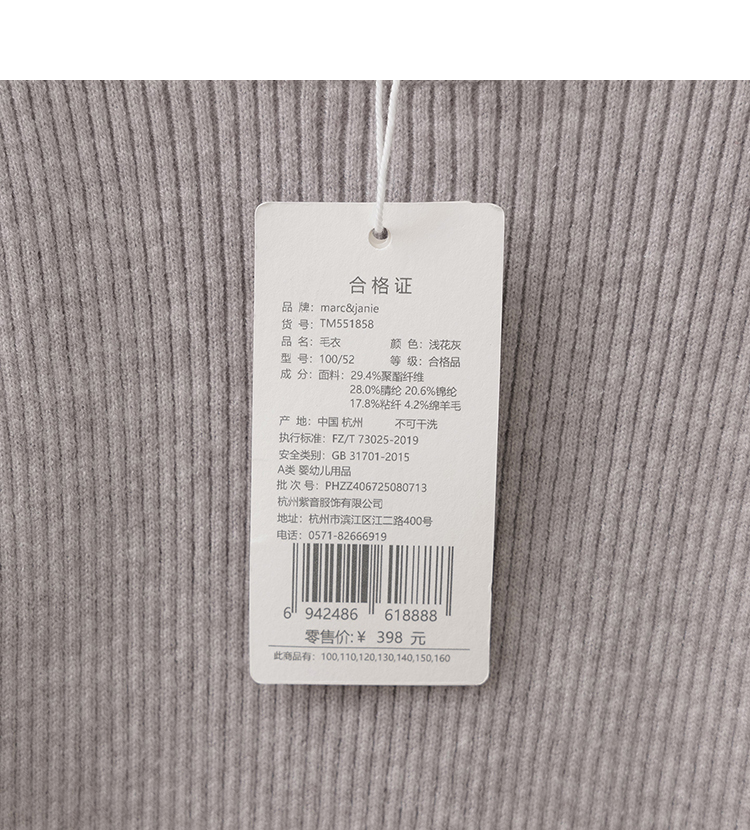 合格证
品 牌：marc&janie
货 号：TM551858
品 名：毛衣 颜 色：浅花灰
型 号：100/52 等 级：合格品
成 分：面料：29.4%聚酯纤维
28.0%腈纶 20.6%锦纶
17.8%粘纤 4.2%绵羊毛
产 地：中国 杭州 不可干洗
执行标准：FZ/T 73025-2019
安全类别：GB 31701-2015
A类 婴幼儿用品
批 次 号：PHZZ406725080713
杭州紫音服饰有限公司
地址：杭州市滨江区江二路400号
电话：0571-82666919
6 942486 618888
零售价:￥ 398 元
此商品有：100,110,120,130,140,150,160